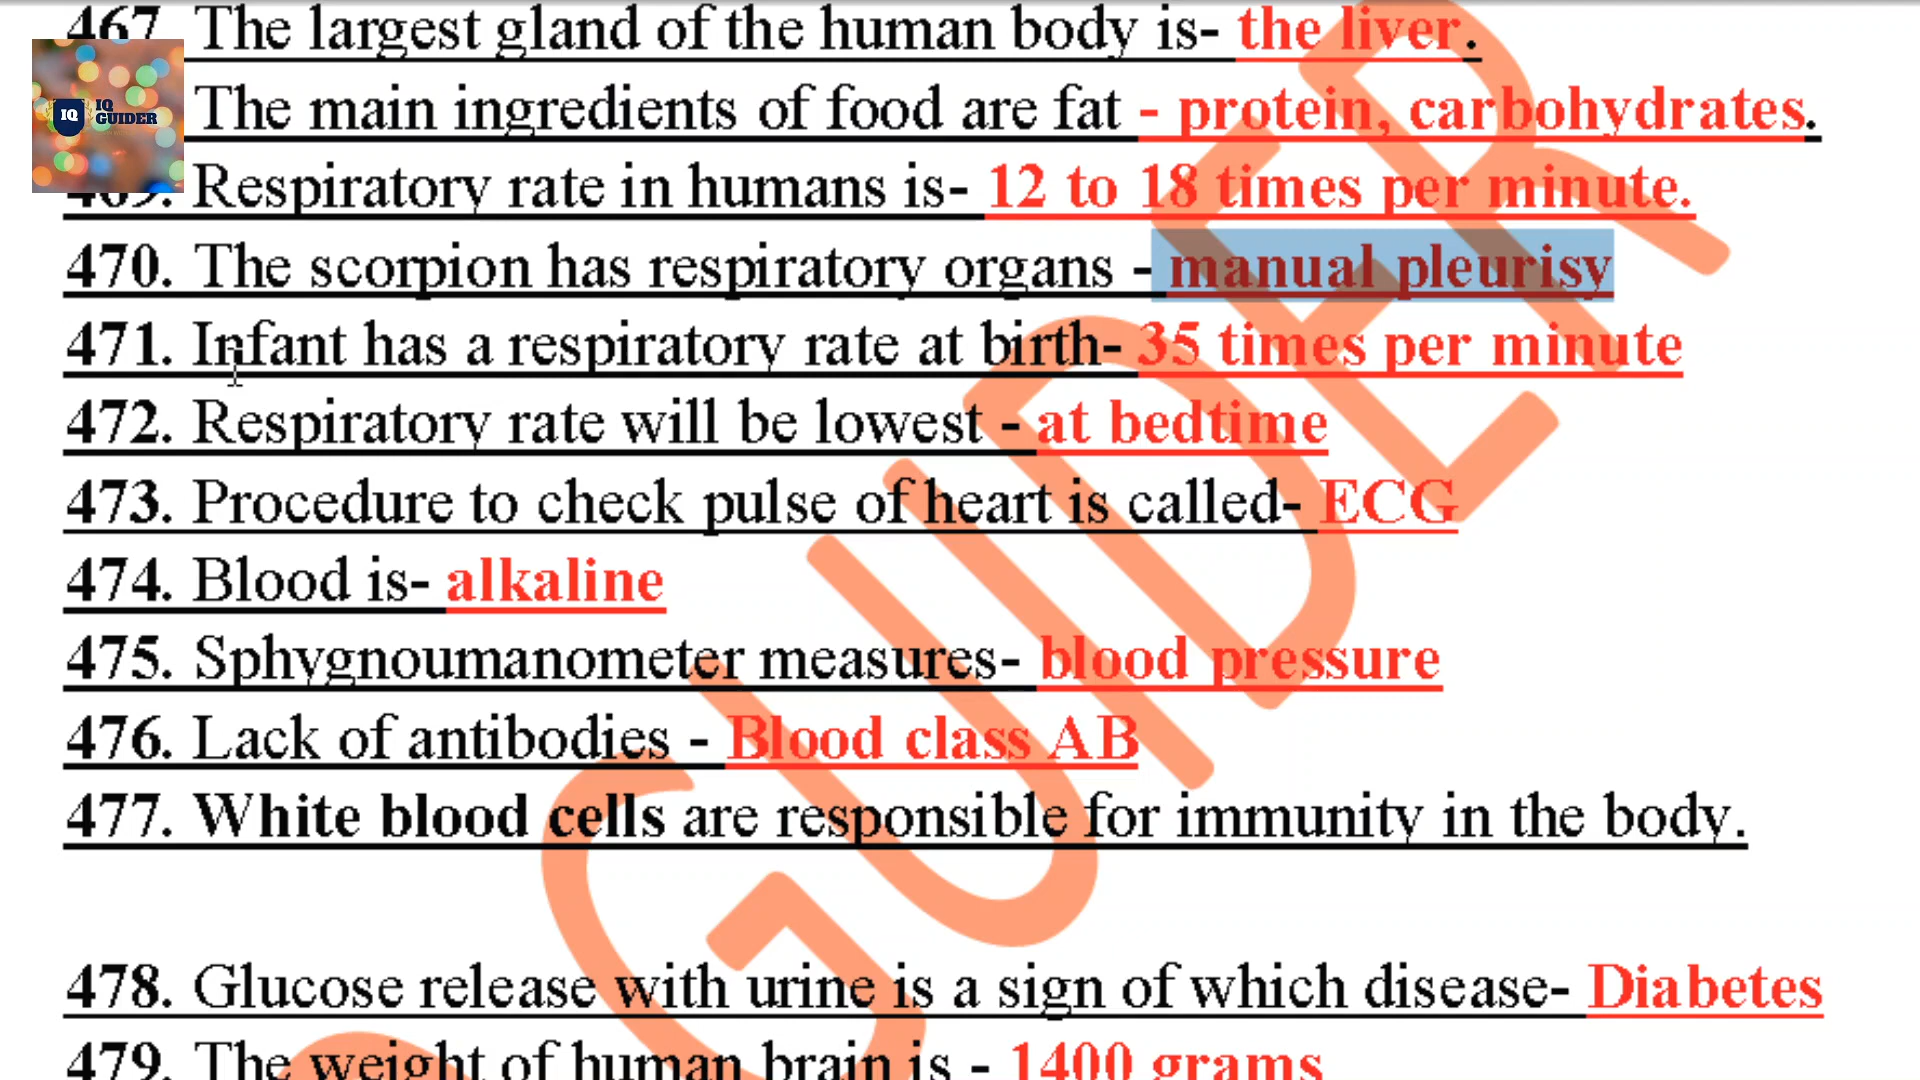 467. The largest gland of the human body is- the liver.
IQ
IQ GUIDER
The main ingredients of food are fat - protein, carbohydrates.
469. Respiratory rate in humans is- 12 to 18 times per minute.
470. The scorpion has respiratory organs - manual pleurisy
471. Infant has a respiratory rate at birth- 35 times per minute
472. Respiratory rate will be lowest - at bedtime
473. Procedure to check pulse of heart is called- ECG
474. Blood is- alkaline
475. Sphygnoumanometer measures- blood pressure
476. Lack of antibodies - Blood class AB
477. White blood cells are responsible for immunity in the body.
478. Glucose release with urine is a sign of which disease- Diabetes
479. The weight of human brain is - 1400 grams
GUIDER